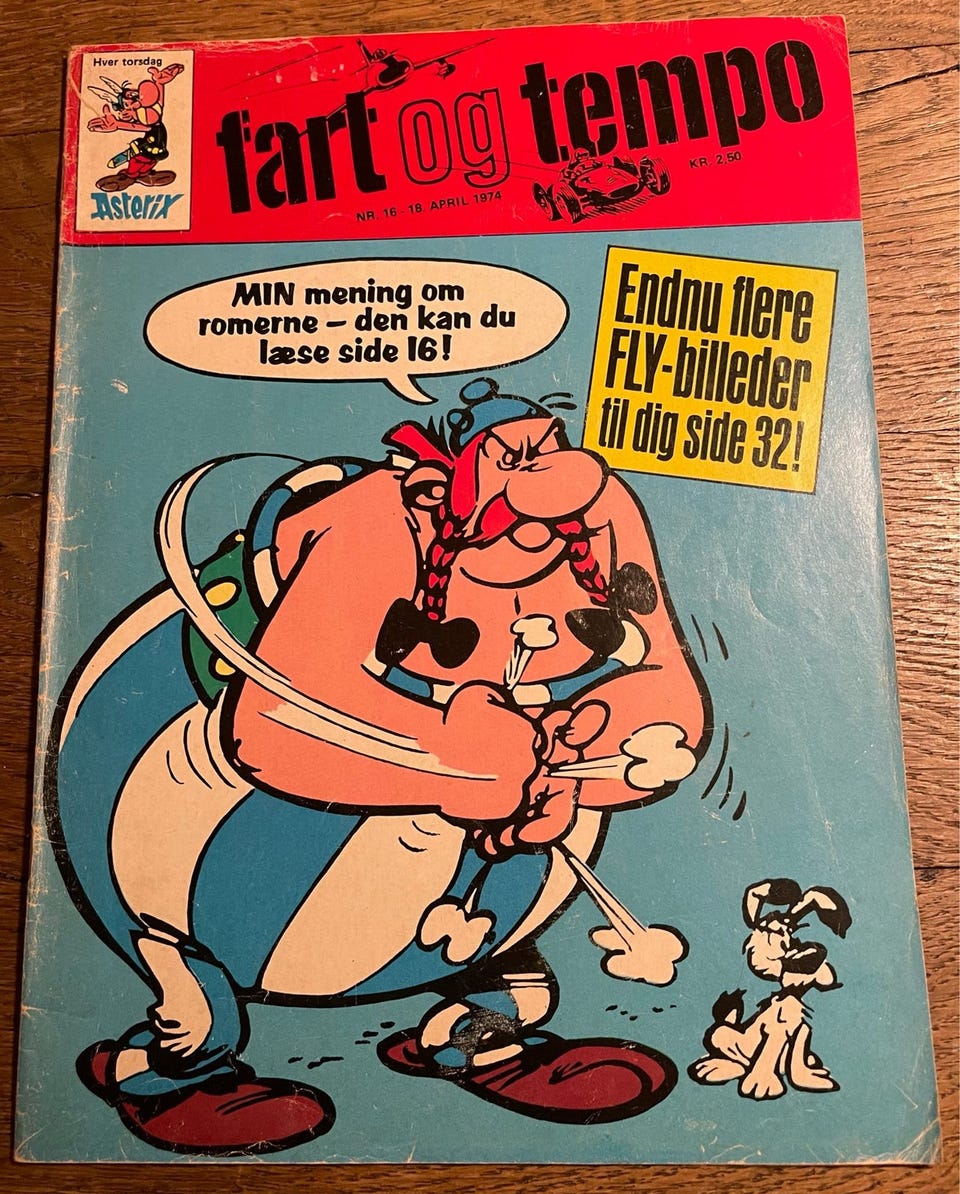 Hver torsdag
Asterix
fart og tempo
NR. 16 - 18. APRIL 1974
KR. 2,50
MIN mening om
romerne – den kan du
læse side 16!
Endnu flere
FLY-billeder
til dig side 32!